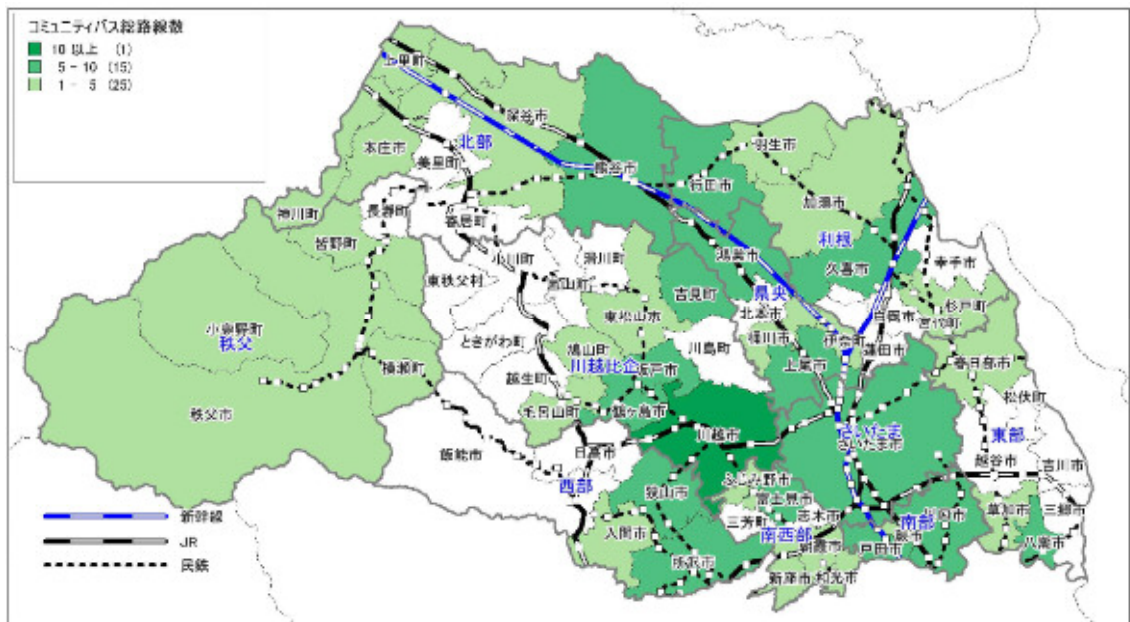 コミュニティバス総路線数
10 以上 (1)
5 - 10 (15)
1 - 5 (25)
上里町
深谷市
本庄市
北部
美里町
熊谷市
羽生市
行田市
神川町
長瀞町
寄居町
加須市
皆野町
利根
小川町
滑川町
鴻巣市
久喜市
幸手市
東秩父村
嵐山町
吉見町
県央
北本市
白岡市
杉戸町
宮代町
小鹿野町
秩父
東松山市
桶川市
伊奈町
蓮田市
ときがわ町
鳩山町
川島町
上尾市
春日部市
横瀬町
川越比企
坂戸市
越生町
松伏町
秩父市
毛呂山町
鶴ヶ島市
さいたま
さいたま市
東部
川越市
飯能市
日高市
越谷市
吉川市
西部
ふじみ野市
狭山市
富士見市
新幹線
三芳町
志木市
南部
川口市
草加市
三郷市
JR
入間市
南西部
朝霞市
戸田市
蕨市
八潮市
民鉄
所沢市
新座市
和光市